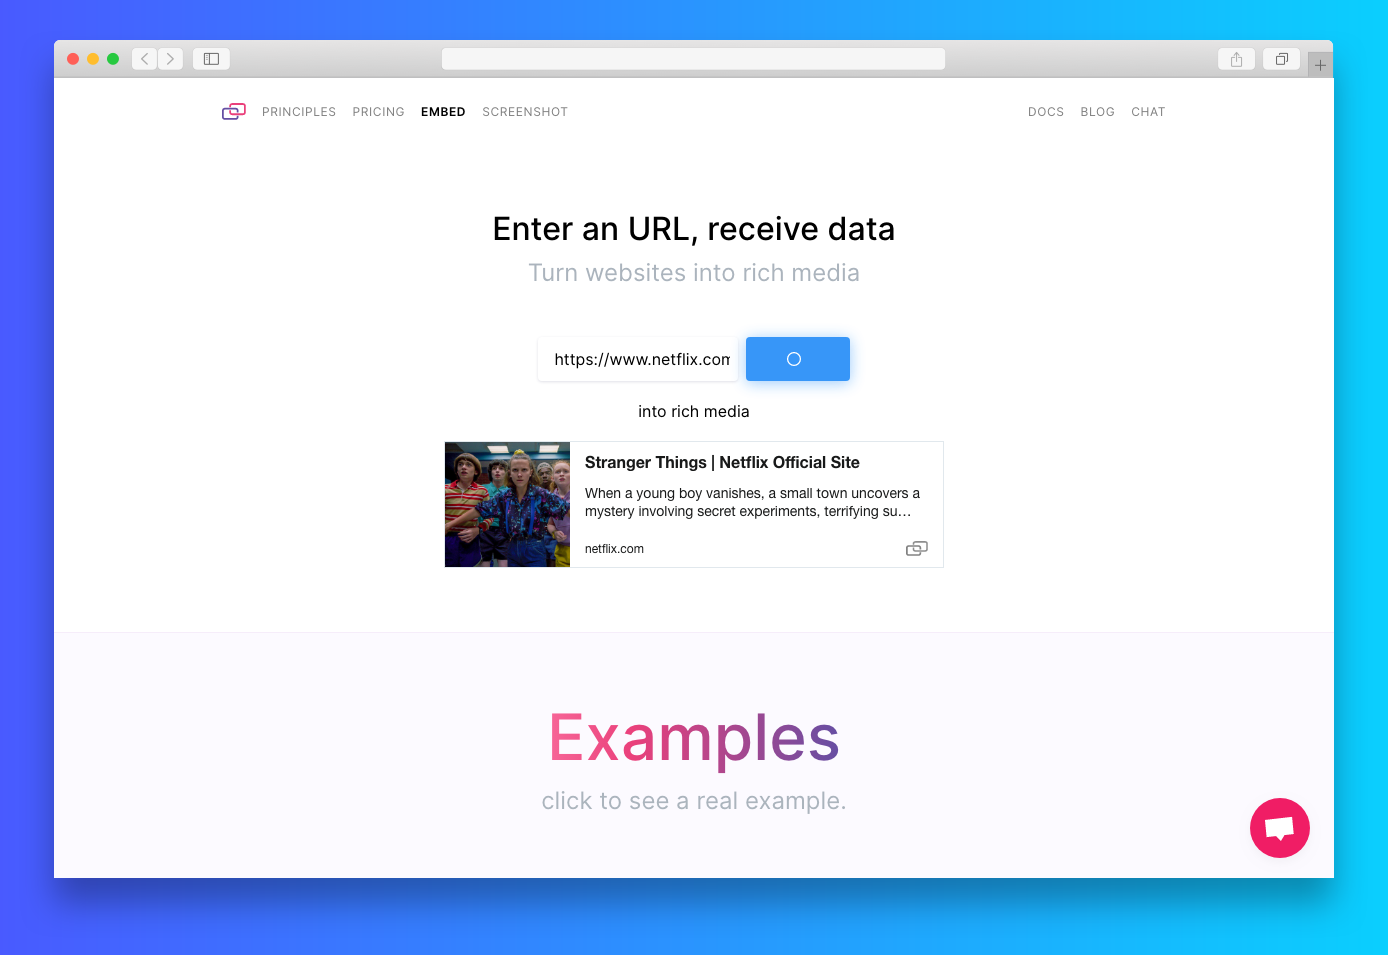 PRINCIPLES PRICING EMBED SCREENSHOT DOCS BLOG CHAT
Enter an URL, receive data
Turn websites into rich media
https://www.netflix.com
into rich media
Stranger Things | Netflix Official Site
When a young boy vanishes, a small town uncovers a
mystery involving secret experiments, terrifying su...
netflix.com
Examples
click to see a real example.